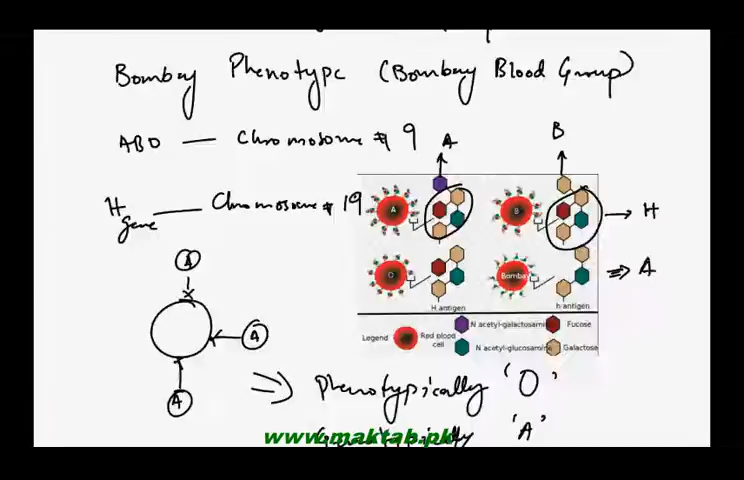 Bombay Phenotype (Bombay Blood Group)
ABO — Chromosome # 9
A
B
H gene — Chromosome # 19
A
B
H
O
Bombay
A
H antigen
h antigen
Legend
Red blood cell
N acetyl-galactosamine
Fucose
N acetyl-glucosamine
Galactose
A
A
A
⇒ Phenotypically 'O'
Genotypically 'A'
www.maktab.pk